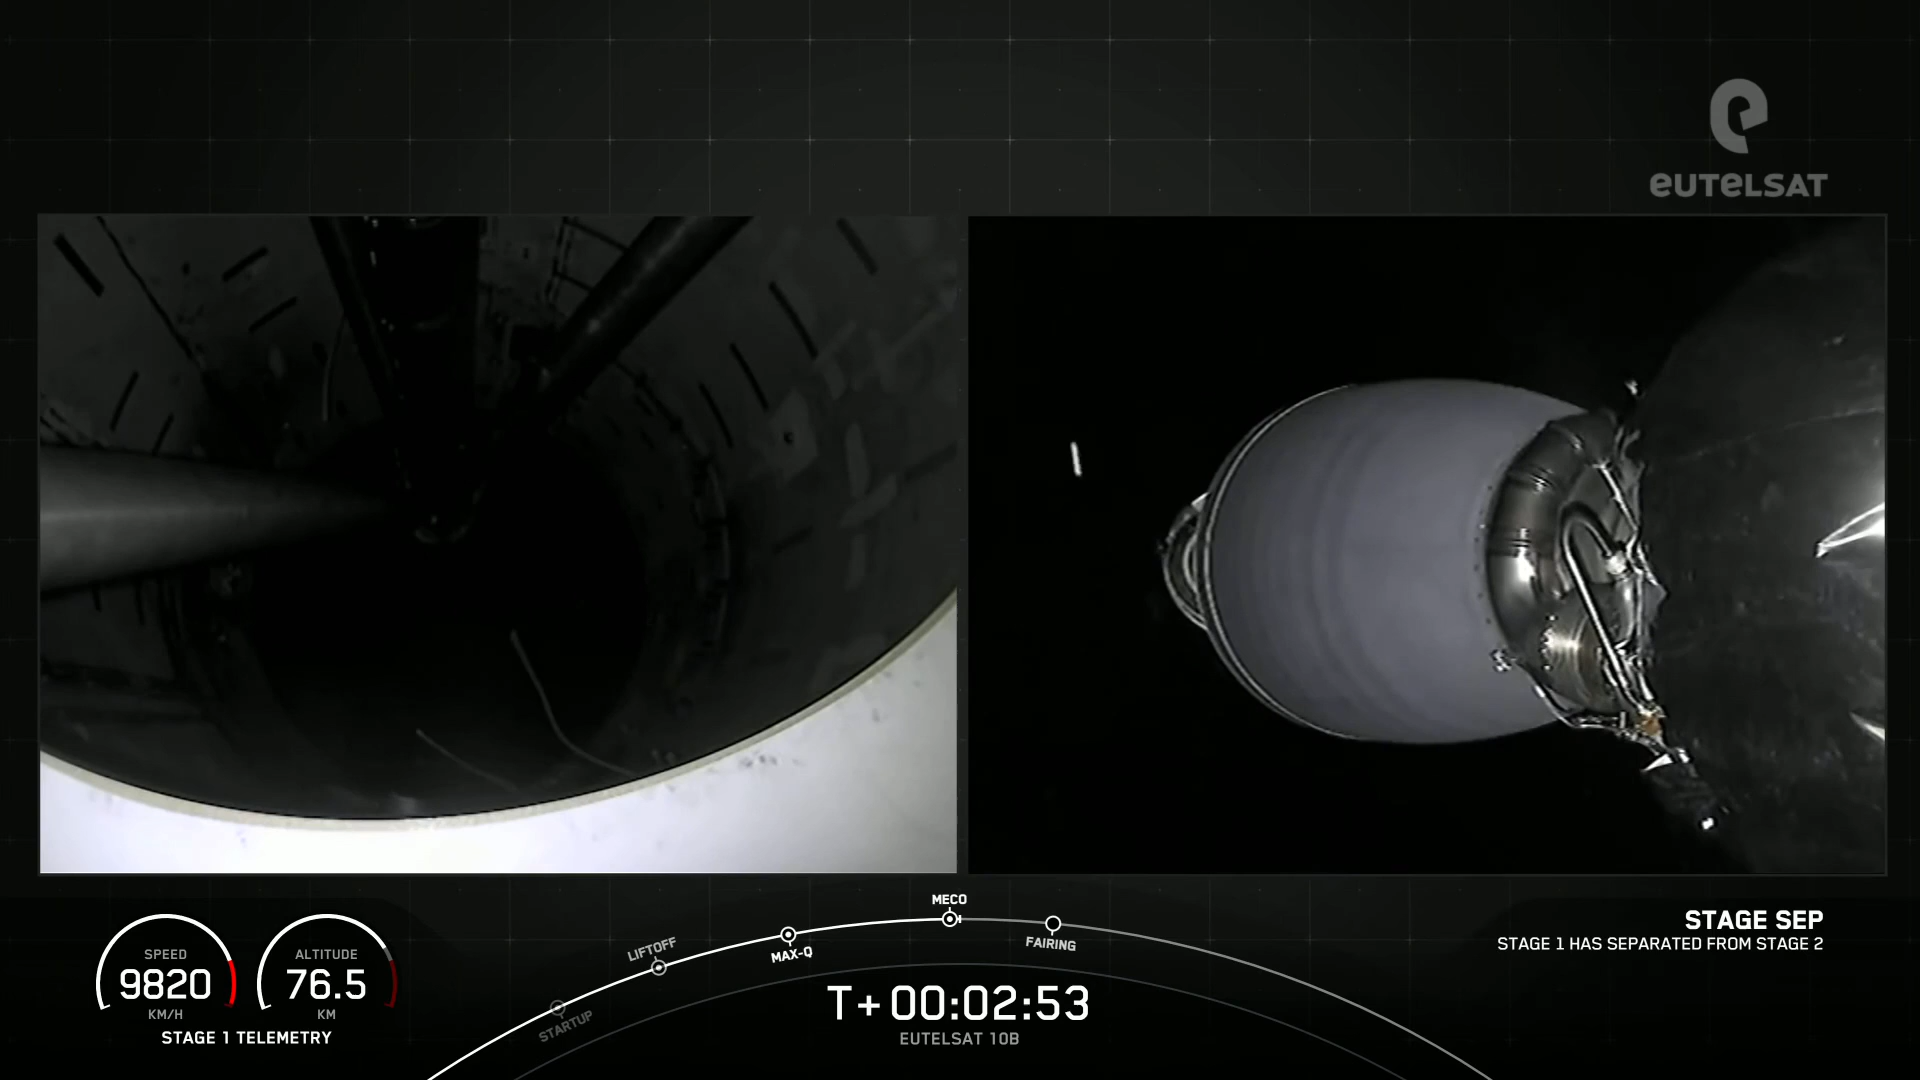 eUTeLSAT
MECO
LIFTOFF
MAX-Q
FAIRING
STARTUP
SPEED
9820
KM/H
ALTITUDE
76.5
KM
STAGE 1 TELEMETRY
T+00:02:53
EUTELSAT 10B
STAGE SEP
STAGE 1 HAS SEPARATED FROM STAGE 2